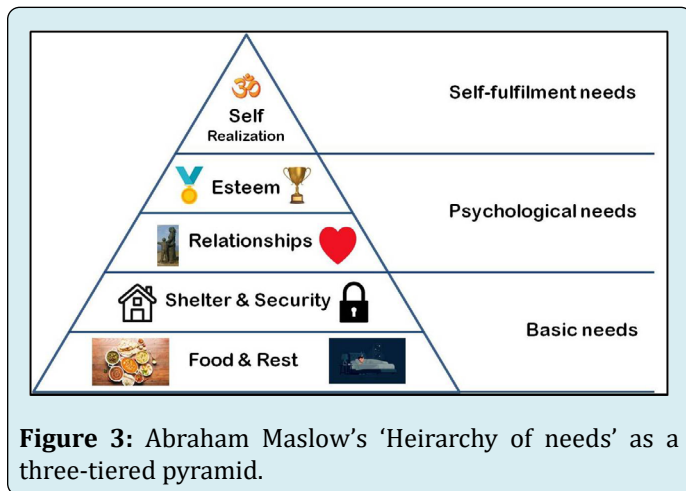 ॐ
Self
Realization
Self-fulfilment needs
Esteem
Psychological needs
Relationships
Shelter & Security
Basic needs
Food & Rest
Figure 3: Abraham Maslow’s ‘Heirarchy of needs’ as a
three-tiered pyramid.